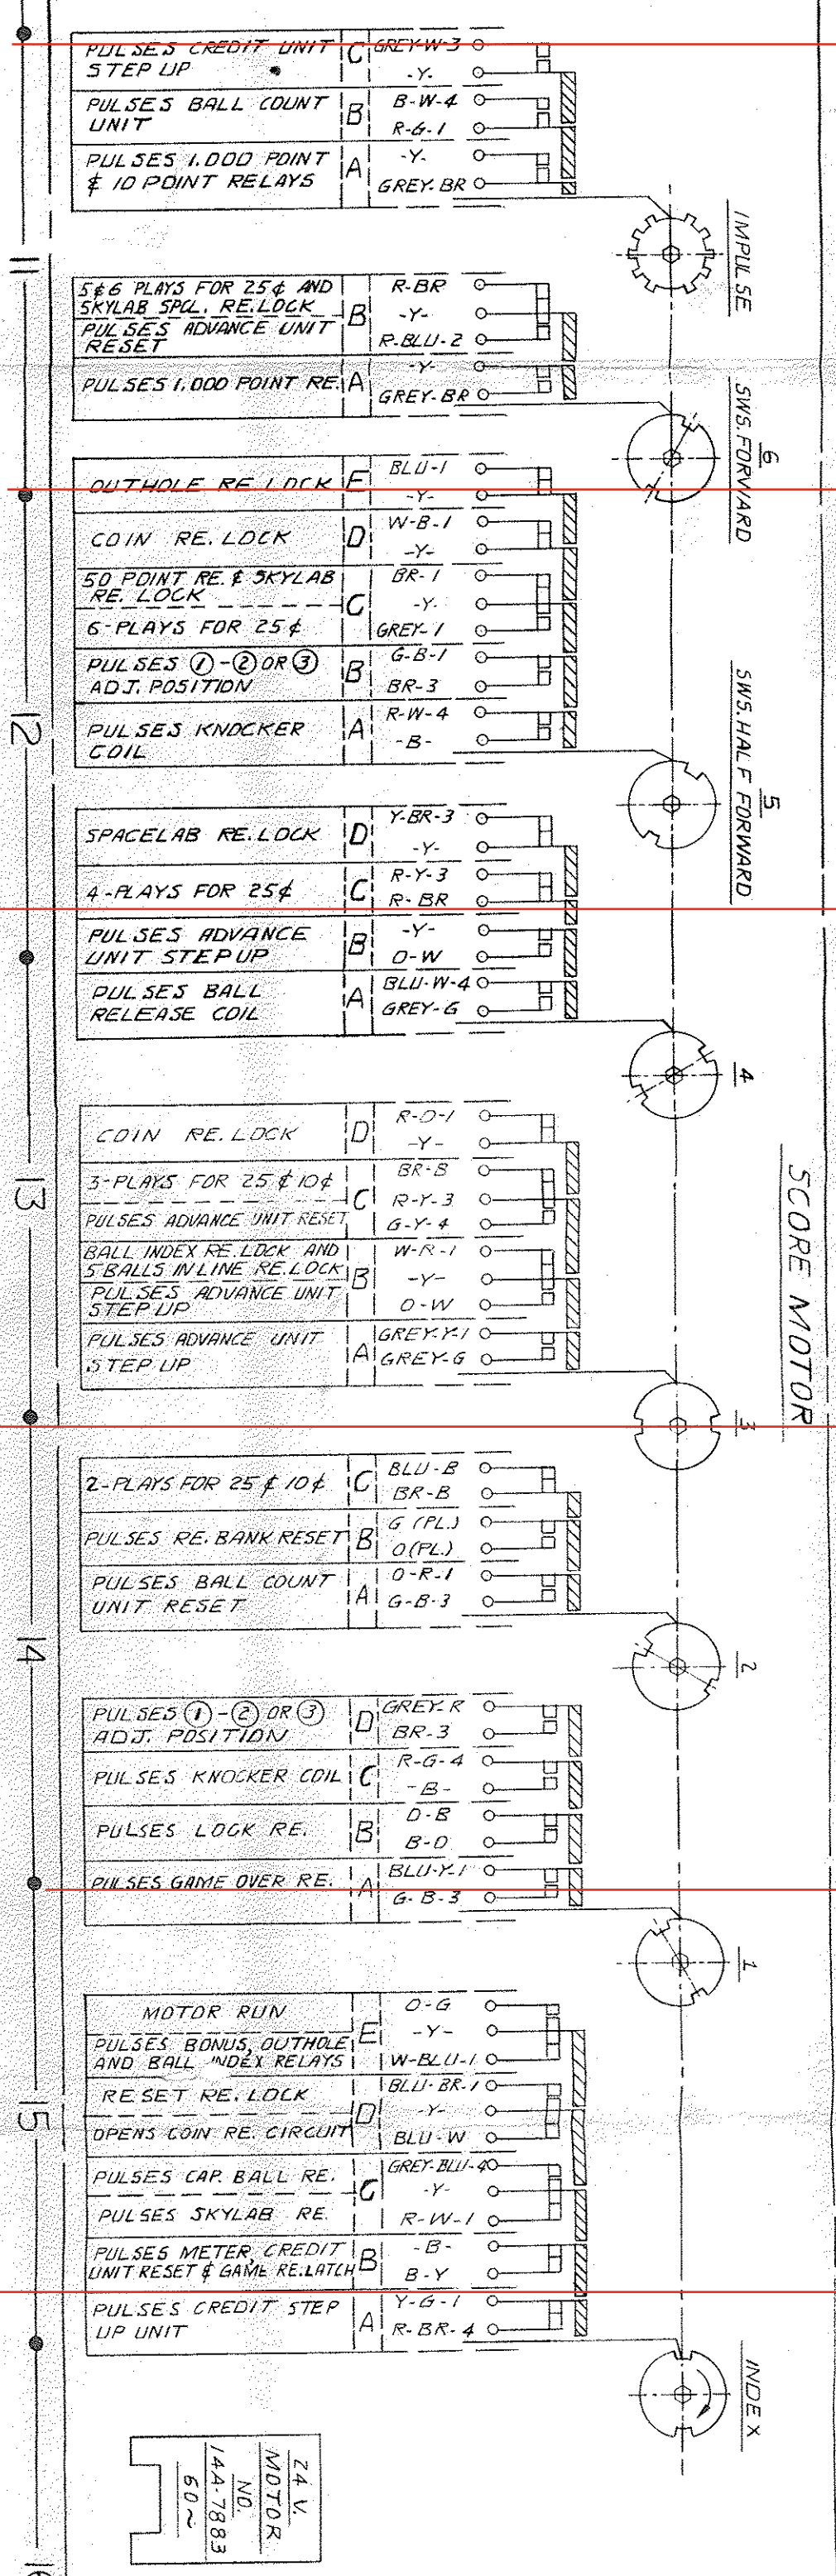 PULSES CREDIT UNIT
STEP UP
C
GREY-W-3
-Y-
PULSES BALL COUNT
UNIT
B
B-W-4
R-G-1
PULSES 1,000 POINT
& 10 POINT RELAYS
A
-Y-
GREY-BR
IMPULSE
11
5&6 PLAYS FOR 25¢ AND
SKYLAB SPCL. RE.LOCK
PULSES ADVANCE UNIT
RESET
B
R-BR
-Y-
R-BLU-2
PULSES 1,000 POINT RE.
A
-Y-
GREY-BR
6
SWS.FORWARD
OUTHOLE RE LOCK
E
BLU-1
-Y-
COIN RE. LOCK
D
W-B-1
-Y-
50 POINT RE. & SKYLAB
RE. LOCK
6-PLAYS FOR 25¢
C
BR-1
-Y-
GREY-1
PULSES ①-② OR ③
ADJ. POSITION
B
G-B-1
BR-3
PULSES KNOCKER
COIL
A
R-W-4
-B-
12
5
SWS.HALF FORWARD
SPACELAB RE.LOCK
D
Y-BR-3
-Y-
4-PLAYS FOR 25¢
C
R-Y-3
R-BR
PULSES ADVANCE
UNIT STEP UP
B
-Y-
O-W
PULSES BALL
RELEASE COIL
A
BLU-W-4
GREY-G
4
13
SCORE MOTOR
COIN RE. LOCK
D
R-O-1
-Y-
3-PLAYS FOR 25¢ 10¢
PULSES ADVANCE UNIT RESET
C
BR-B
R-Y-3
G-Y-4
BALL INDEX RE.LOCK AND
5 BALLS IN LINE RE.LOCK
PULSES ADVANCE UNIT
STEP UP
B
W-R-1
-Y-
O-W
PULSES ADVANCE UNIT
STEP UP
A
GREY-Y-1
GREY-G
3
2-PLAYS FOR 25¢ 10¢
C
BLU-B
BR-B
PULSES RE.BANK RESET
B
G (PL.)
O(PL.)
PULSES BALL COUNT
UNIT RESET
A
O-R-1
G-B-3
2
14
PULSES ①-② OR ③
ADJ. POSITION
D
GREY-R
BR-3
PULSES KNOCKER COIL
C
R-G-4
-B-
PULSES LOCK RE.
B
O-B
B-O
PULSES GAME OVER RE.
A
BLU-Y-1
G-B-3
1
MOTOR RUN
PULSES BONUS, OUTHOLE
AND BALL INDEX RELAYS
E
O-G
-Y-
W-BLU-1
RESET RE. LOCK
OPENS COIN RE. CIRCUIT
D
BLU-BR-1
-Y-
BLU-W
15
PULSES CAP. BALL RE.
PULSES SKYLAB RE.
C
GREY-BLU-4
-Y-
R-W-1
PULSES METER, CREDIT
UNIT RESET & GAME RE.LATCH
B
-B-
B-Y
PULSES CREDIT STEP
UP UNIT
A
Y-G-1
R-BR-4
INDEX
24 V.
MOTOR
NO.
14A-7883
60~